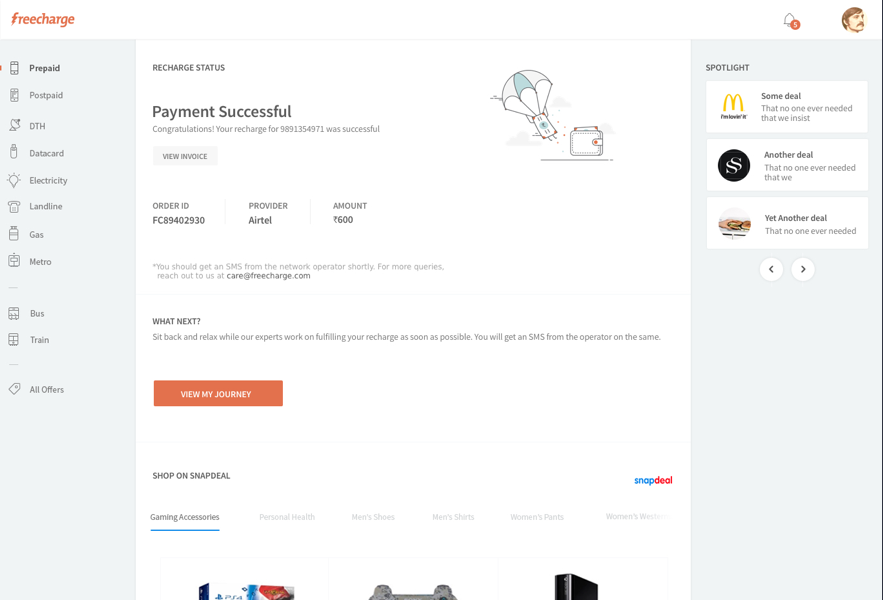 freecharge
5
Prepaid
Postpaid
DTH
Datacard
Electricity
Landline
Gas
Metro
Bus
Train
All Offers
RECHARGE STATUS
Payment Successful
Congratulations! Your recharge for 9891354971 was successful
VIEW INVOICE
ORDER ID
FC89402930
PROVIDER
Airtel
AMOUNT
₹600
*You should get an SMS from the network operator shortly. For more queries,
reach out to us at care@freecharge.com
WHAT NEXT?
Sit back and relax while our experts work on fulfilling your recharge as soon as possible. You will get an SMS from the operator on the same.
VIEW MY JOURNEY
SHOP ON SNAPDEAL
snapdeal
Gaming Accessories
Personal Health
Men's Shoes
Men's Shirts
Women's Pants
Women's Western
PS4
SPOTLIGHT
i'm lovin' it
Some deal
That no one ever needed
that we insist
S
Another deal
That no one ever needed
that we
Yet Another deal
That no one ever needed